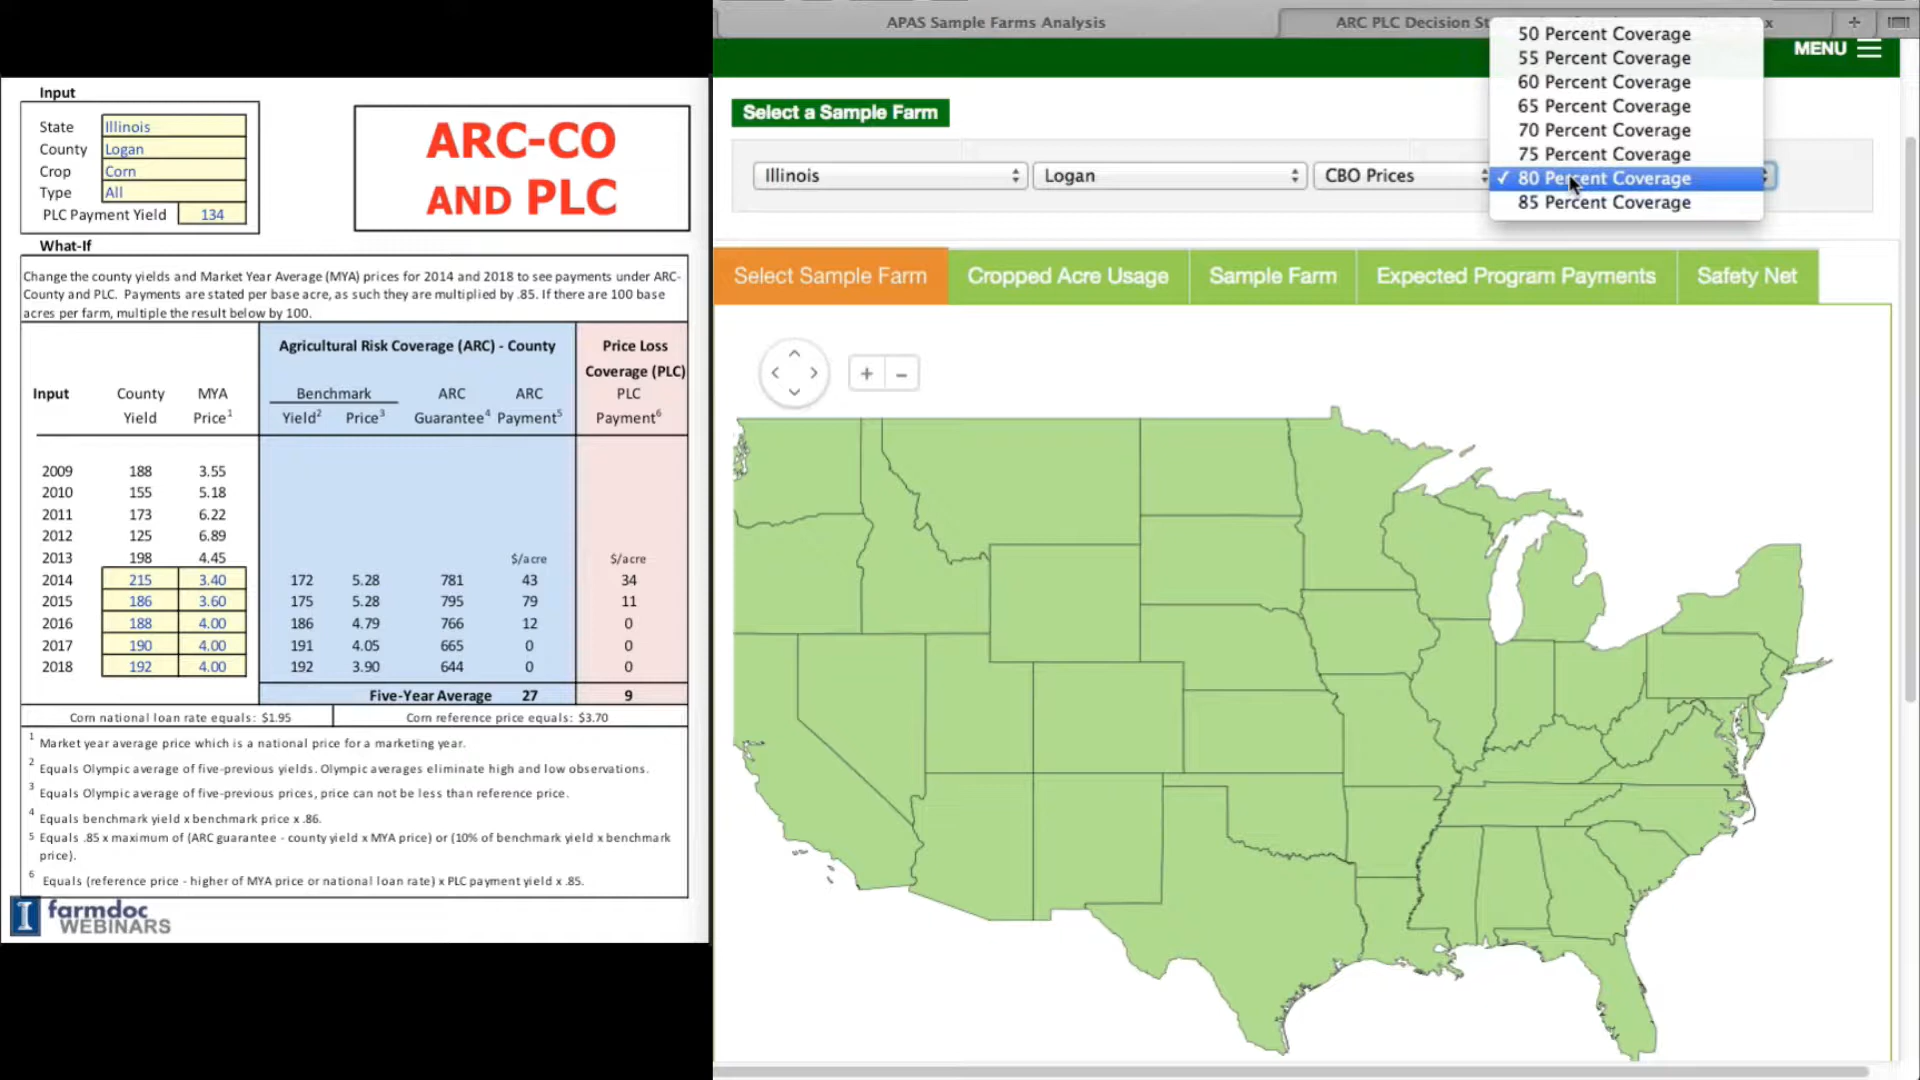 Input
State Illinois
County Logan
Crop Corn
Type All
PLC Payment Yield 134
ARC-CO
AND PLC
What-If
Change the county yields and Market Year Average (MYA) prices for 2014 and 2018 to see payments under ARC-
County and PLC. Payments are stated per base acre, as such they are multiplied by .85. If there are 100 base
acres per farm, multiple the result below by 100.
Agricultural Risk Coverage (ARC) - County Price Loss
Coverage (PLC)
Input County MYA Benchmark ARC ARC PLC
Yield Price1 Yield2 Price3 Guarantee4 Payment5 Payment6
2009 188 3.55
2010 155 5.18
2011 173 6.22
2012 125 6.89
2013 198 4.45 $/acre $/acre
2014 215 3.40 172 5.28 781 43 34
2015 186 3.60 175 5.28 795 79 11
2016 188 4.00 186 4.79 766 12 0
2017 190 4.00 191 4.05 665 0 0
2018 192 4.00 192 3.90 644 0 0
Five-Year Average 27 9
Corn national loan rate equals: $1.95 Corn reference price equals: $3.70
1 Market year average price which is a national price for a marketing year.
2 Equals Olympic average of five-previous yields. Olympic averages eliminate high and low observations.
3 Equals Olympic average of five-previous prices, price can not be less than reference price.
4 Equals benchmark yield x benchmark price x .86.
5 Equals .85 x maximum of (ARC guarantee - county yield x MYA price) or (10% of benchmark yield x benchmark
price).
6 Equals (reference price - higher of MYA price or national loan rate) x PLC payment yield x .85.
I farmdoc
WEBINARS
APAS Sample Farms Analysis ARC PLC Decision St
MENU
Select a Sample Farm
Illinois Logan CBO Prices
50 Percent Coverage
55 Percent Coverage
60 Percent Coverage
65 Percent Coverage
70 Percent Coverage
75 Percent Coverage
✓ 80 Percent Coverage
85 Percent Coverage
Select Sample Farm Cropped Acre Usage Sample Farm Expected Program Payments Safety Net